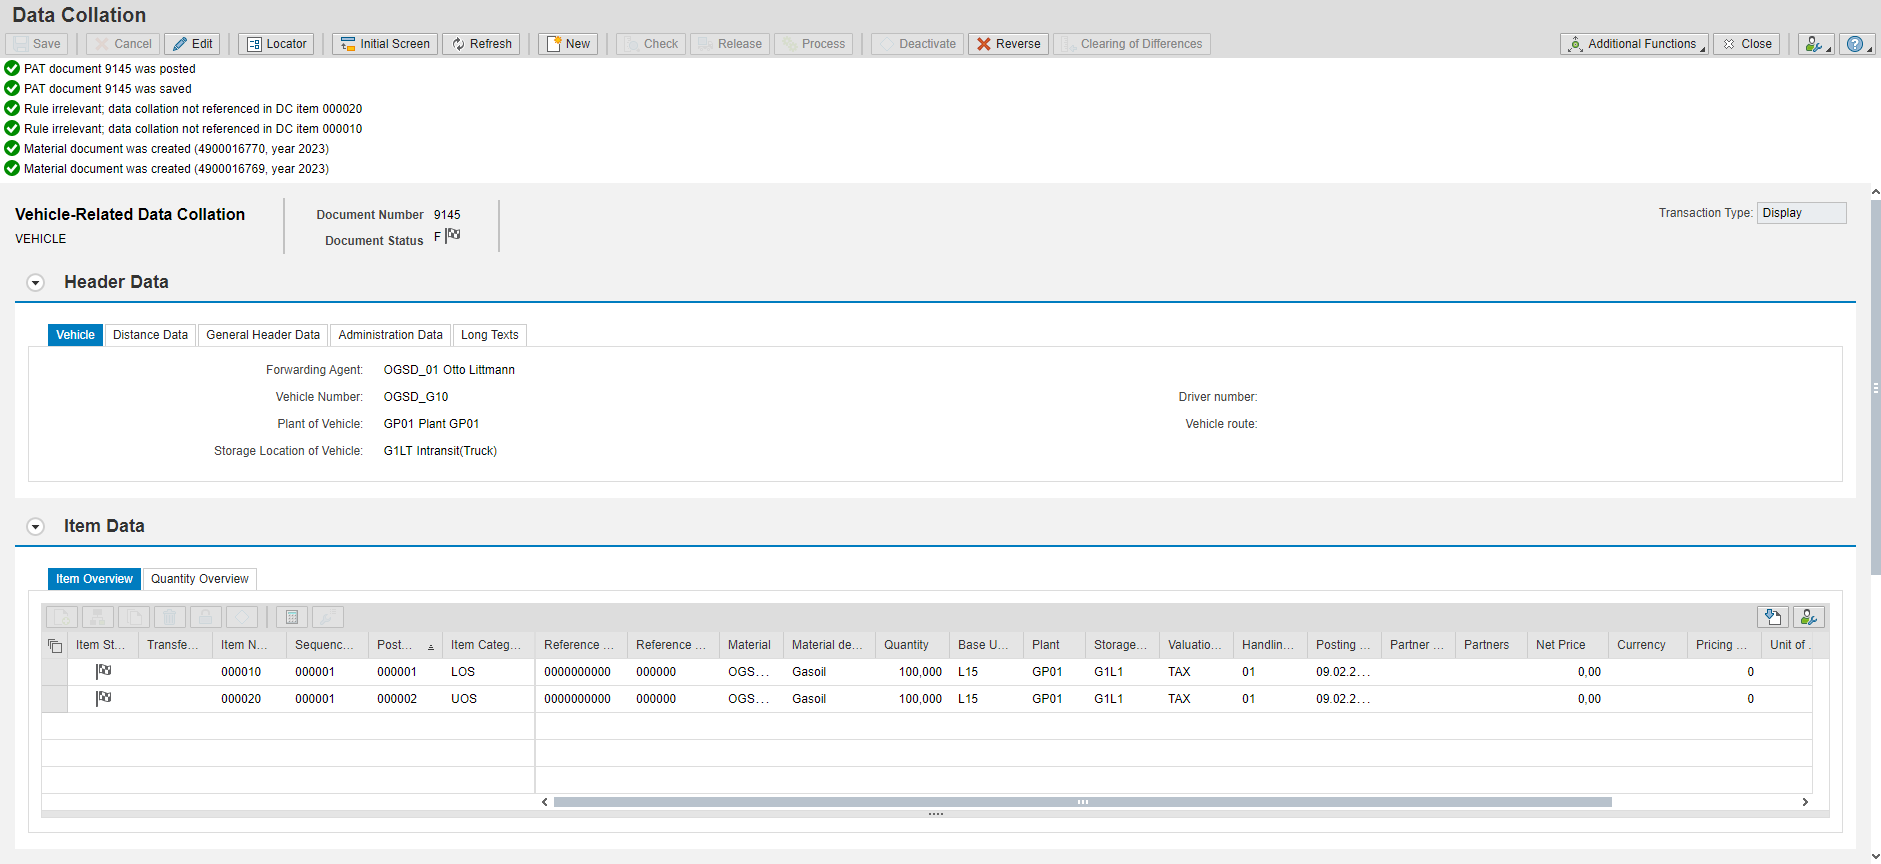 Data Collation
Save Cancel Edit Locator Initial Screen Refresh New Check Release Process Deactivate Reverse Clearing of Differences Additional Functions Close
PAT document 9145 was posted
PAT document 9145 was saved
Rule irrelevant; data collation not referenced in DC item 000020
Rule irrelevant; data collation not referenced in DC item 000010
Material document was created (4900016770, year 2023)
Material document was created (4900016769, year 2023)
Vehicle-Related Data Collation
VEHICLE
Document Number 9145
Document Status F
Transaction Type: Display
Header Data
Vehicle Distance Data General Header Data Administration Data Long Texts
Forwarding Agent: OGSD_01 Otto Littmann
Vehicle Number: OGSD_G10 Driver number:
Plant of Vehicle: GP01 Plant GP01 Vehicle route:
Storage Location of Vehicle: G1LT Intransit(Truck)
Item Data
Item Overview Quantity Overview
Item St... Transfe... Item N... Sequenc... Post... Item Categ... Reference ... Reference ... Material Material de... Quantity Base U... Plant Storage... Valuatio... Handlin... Posting ... Partner ... Partners Net Price Currency Pricing ... Unit of .
000010 000001 000001 LOS 0000000000 000000 OGS... Gasoil 100,000 L15 GP01 G1L1 TAX 01 09.02.2... 0,00 0
000020 000001 000002 UOS 0000000000 000000 OGS... Gasoil 100,000 L15 GP01 G1L1 TAX 01 09.02.2... 0,00 0